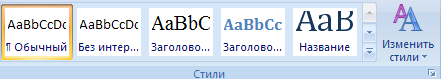 AaBbCcDc AaBbCcDc AaBbC AaBbCc AaB
¶ Обычный Без интер... Заголово... Заголово... Название
Изменить
стили
Стили